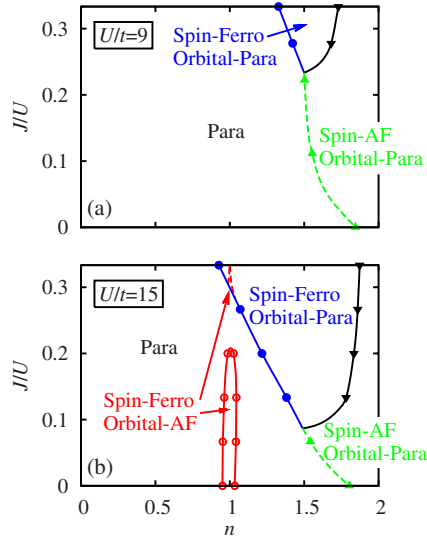 0.3
U/t=9
Spin-Ferro
Orbital-Para
0.2
J/U
Para
Spin-AF
Orbital-Para
0.1
(a)
0
0.3
U/t=15
Spin-Ferro
Orbital-Para
0.2
J/U
Para
Spin-Ferro
Orbital-AF
0.1
Spin-AF
Orbital-Para
(b)
0
0 0.5 1.0 1.5 2
n